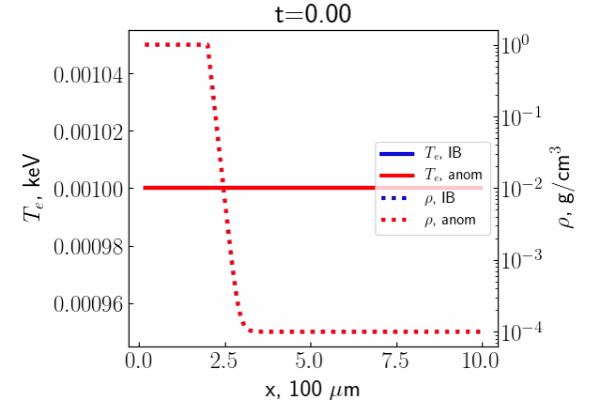 t=0.00
0.00104
0.00102
0.00100
0.00098
0.00096
T_e, keV
10^0
10^−1
10^−2
10^−3
10^−4
ρ, g/cm^3
T_e, IB
T_e, anom
ρ, IB
ρ, anom
0.0 2.5 5.0 7.5 10.0
x, 100 μm